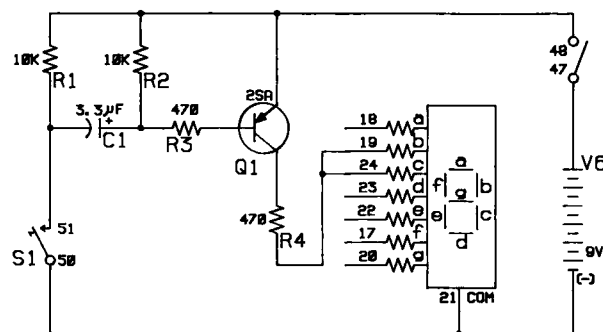 10K
R1
10K
R2
3.3µF
+
C1
470
R3
2SA
Q1
470
R4
S1
51
50
18 a
19 b
24 c
23 d
22 e
17 f
20 g
a
f b
g
e c
d
21 COM
48
47
V6
9V
(-)